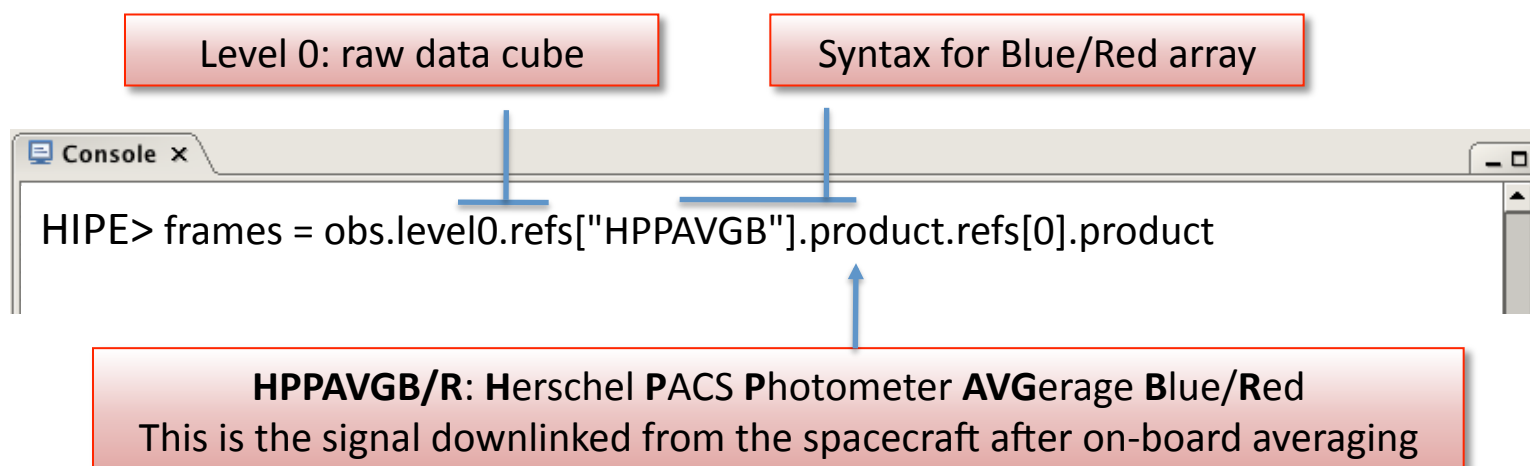 Level 0: raw data cube
Syntax for Blue/Red array
Console
HIPE> frames = obs.level0.refs["HPPAVGB"].product.refs[0].product
HPPAVGB/R: Herschel PACS Photometer AVGerage Blue/Red
This is the signal downlinked from the spacecraft after on-board averaging